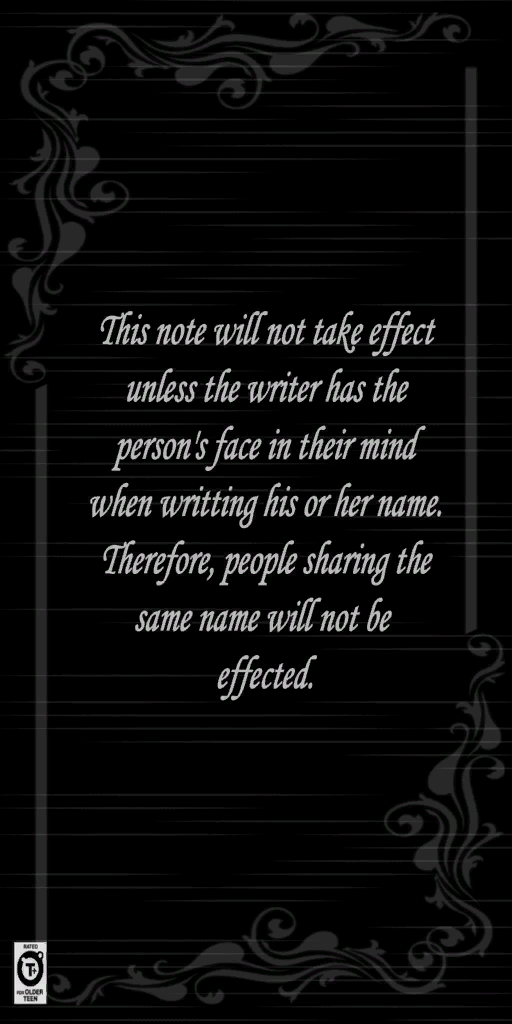 This note will not take effect
unless the writer has the
person's face in their mind
when writting his or her name.
Therefore, people sharing the
same name will not be
effected.
RATED
T+
FOR OLDER
TEEN